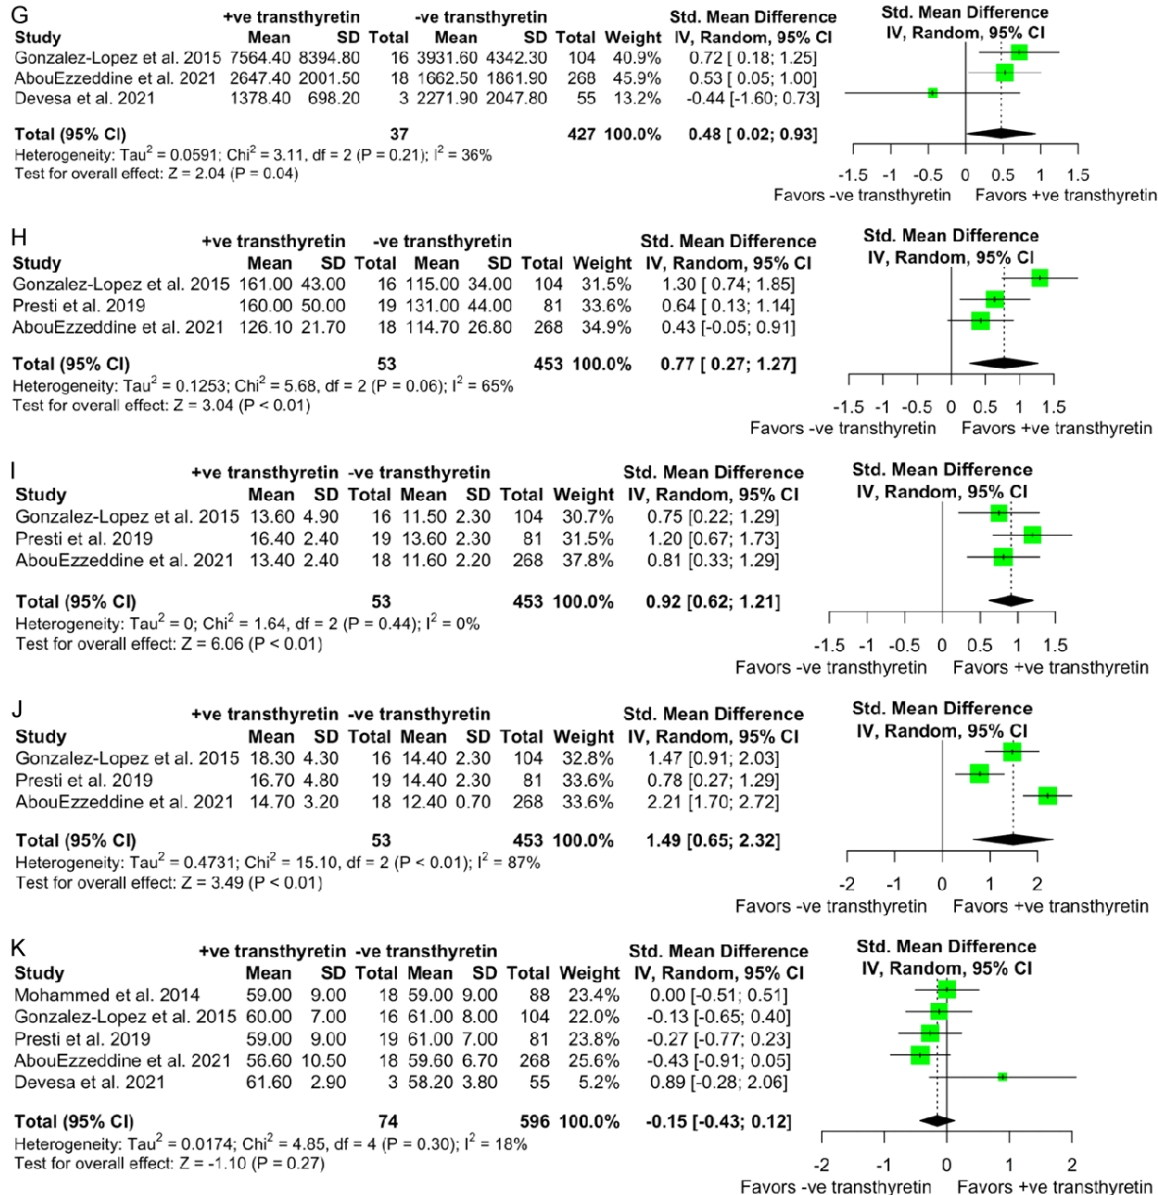 G
+ve transthyretin -ve transthyretin Std. Mean Difference Std. Mean Difference
Study Mean SD Total Mean SD Total Weight IV, Random, 95% CI IV, Random, 95% CI
Gonzalez-Lopez et al. 2015 7564.40 8394.80 16 3931.60 4342.30 104 40.9% 0.72 [ 0.18; 1.25]
AbouEzzeddine et al. 2021 2647.40 2001.50 18 1662.50 1861.90 268 45.9% 0.53 [ 0.05; 1.00]
Devesa et al. 2021 1378.40 698.20 3 2271.90 2047.80 55 13.2% -0.44 [-1.60; 0.73]
Total (95% CI) 37 427 100.0% 0.48 [ 0.02; 0.93]
Heterogeneity: Tau² = 0.0591; Chi² = 3.11, df = 2 (P = 0.21); I² = 36%
Test for overall effect: Z = 2.04 (P = 0.04)
-1.5 -1 -0.5 0 0.5 1 1.5
Favors -ve transthyretin Favors +ve transthyretin
H
+ve transthyretin -ve transthyretin Std. Mean Difference Std. Mean Difference
Study Mean SD Total Mean SD Total Weight IV, Random, 95% CI IV, Random, 95% CI
Gonzalez-Lopez et al. 2015 161.00 43.00 16 115.00 34.00 104 31.5% 1.30 [ 0.74; 1.85]
Presti et al. 2019 160.00 50.00 19 131.00 44.00 81 33.6% 0.64 [ 0.13; 1.14]
AbouEzzeddine et al. 2021 126.10 21.70 18 114.70 26.80 268 34.9% 0.43 [-0.05; 0.91]
Total (95% CI) 53 453 100.0% 0.77 [ 0.27; 1.27]
Heterogeneity: Tau² = 0.1253; Chi² = 5.68, df = 2 (P = 0.06); I² = 65%
Test for overall effect: Z = 3.04 (P < 0.01)
-1.5 -1 -0.5 0 0.5 1 1.5
Favors -ve transthyretin Favors +ve transthyretin
I
+ve transthyretin -ve transthyretin Std. Mean Difference Std. Mean Difference
Study Mean SD Total Mean SD Total Weight IV, Random, 95% CI IV, Random, 95% CI
Gonzalez-Lopez et al. 2015 13.60 4.90 16 11.50 2.30 104 30.7% 0.75 [0.22; 1.29]
Presti et al. 2019 16.40 2.40 19 13.60 2.30 81 31.5% 1.20 [0.67; 1.73]
AbouEzzeddine et al. 2021 13.40 2.40 18 11.60 2.20 268 37.8% 0.81 [0.33; 1.29]
Total (95% CI) 53 453 100.0% 0.92 [0.62; 1.21]
Heterogeneity: Tau² = 0; Chi² = 1.64, df = 2 (P = 0.44); I² = 0%
Test for overall effect: Z = 6.06 (P < 0.01)
-1.5 -1 -0.5 0 0.5 1 1.5
Favors -ve transthyretin Favors +ve transthyretin
J
+ve transthyretin -ve transthyretin Std. Mean Difference Std. Mean Difference
Study Mean SD Total Mean SD Total Weight IV, Random, 95% CI IV, Random, 95% CI
Gonzalez-Lopez et al. 2015 18.30 4.30 16 14.40 2.30 104 32.8% 1.47 [0.91; 2.03]
Presti et al. 2019 16.70 4.80 19 14.40 2.30 81 33.6% 0.78 [0.27; 1.29]
AbouEzzeddine et al. 2021 14.70 3.20 18 12.40 0.70 268 33.6% 2.21 [1.70; 2.72]
Total (95% CI) 53 453 100.0% 1.49 [0.65; 2.32]
Heterogeneity: Tau² = 0.4731; Chi² = 15.10, df = 2 (P < 0.01); I² = 87%
Test for overall effect: Z = 3.49 (P < 0.01)
-2 -1 0 1 2
Favors -ve transthyretin Favors +ve transthyretin
K
+ve transthyretin -ve transthyretin Std. Mean Difference Std. Mean Difference
Study Mean SD Total Mean SD Total Weight IV, Random, 95% CI IV, Random, 95% CI
Mohammed et al. 2014 59.00 9.00 18 59.00 9.00 88 23.4% 0.00 [-0.51; 0.51]
Gonzalez-Lopez et al. 2015 60.00 7.00 16 61.00 8.00 104 22.0% -0.13 [-0.65; 0.40]
Presti et al. 2019 59.00 9.00 19 61.00 7.00 81 23.8% -0.27 [-0.77; 0.23]
AbouEzzeddine et al. 2021 56.60 10.50 18 59.60 6.70 268 25.6% -0.43 [-0.91; 0.05]
Devesa et al. 2021 61.60 2.90 3 58.20 3.80 55 5.2% 0.89 [-0.28; 2.06]
Total (95% CI) 74 596 100.0% -0.15 [-0.43; 0.12]
Heterogeneity: Tau² = 0.0174; Chi² = 4.85, df = 4 (P = 0.30); I² = 18%
Test for overall effect: Z = -1.10 (P = 0.27)
-2 -1 0 1 2
Favors -ve transthyretin Favors +ve transthyretin